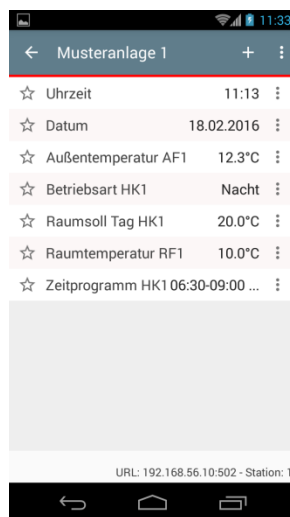 11:33
Musteranlage 1
Uhrzeit 11:13
Datum 18.02.2016
Außentemperatur AF1 12.3°C
Betriebsart HK1 Nacht
Raumsoll Tag HK1 20.0°C
Raumtemperatur RF1 10.0°C
Zeitprogramm HK1 06:30-09:00 ...
URL: 192.168.56.10:502 - Station: 1